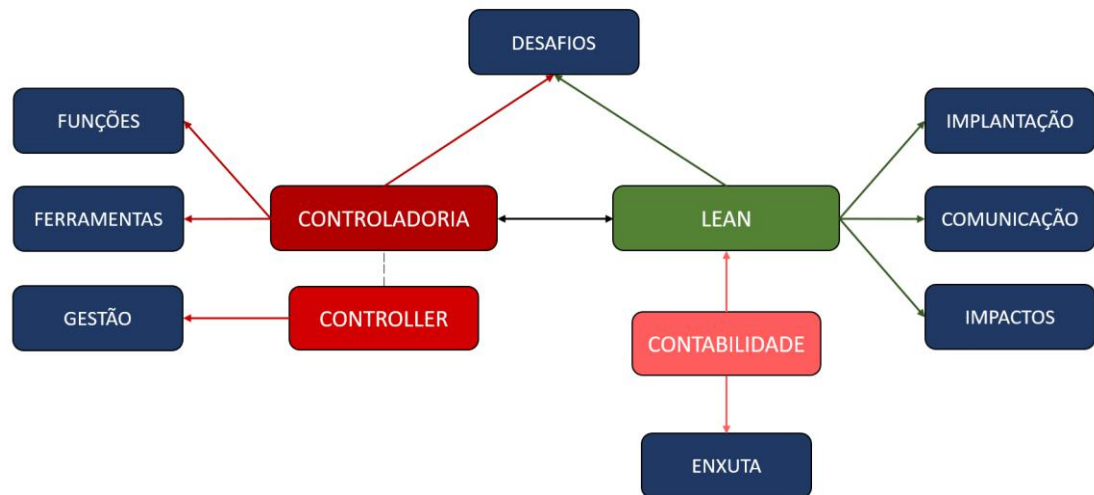 DESAFIOS
FUNÇÕES
IMPLANTAÇÃO
FERRAMENTAS
CONTROLADORIA
LEAN
COMUNICAÇÃO
GESTÃO
CONTROLLER
IMPACTOS
CONTABILIDADE
ENXUTA